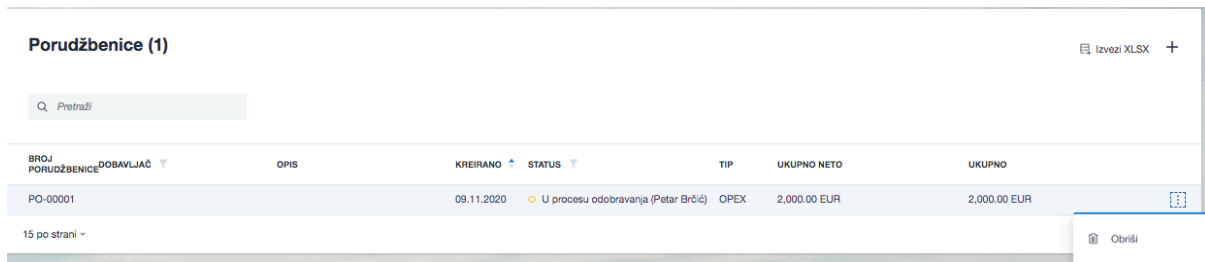 Porudžbenice (1)
Izvezi XLSX
Pretraži
BROJ PORUDŽBENICE DOBAVLJAČ OPIS KREIRANO STATUS TIP UKUPNO NETO UKUPNO
PO-00001 09.11.2020 U procesu odobravanja (Petar Brčić) OPEX 2,000.00 EUR 2,000.00 EUR
15 po strani
Obriši